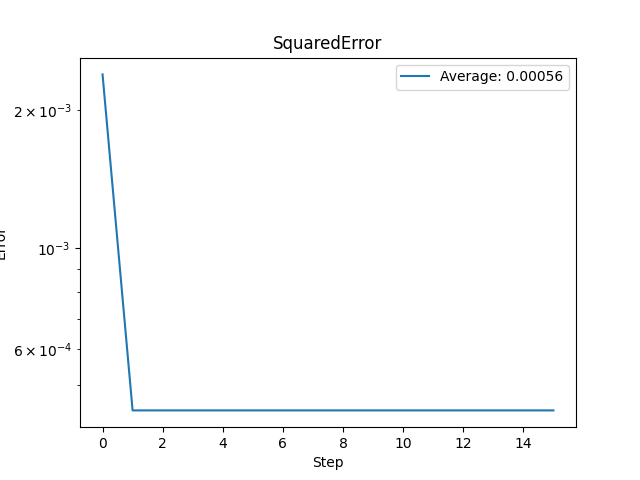 SquaredError
Average: 0.00056
2 × 10⁻³
10⁻³
6 × 10⁻⁴
Error
0 2 4 6 8 10 12 14
Step